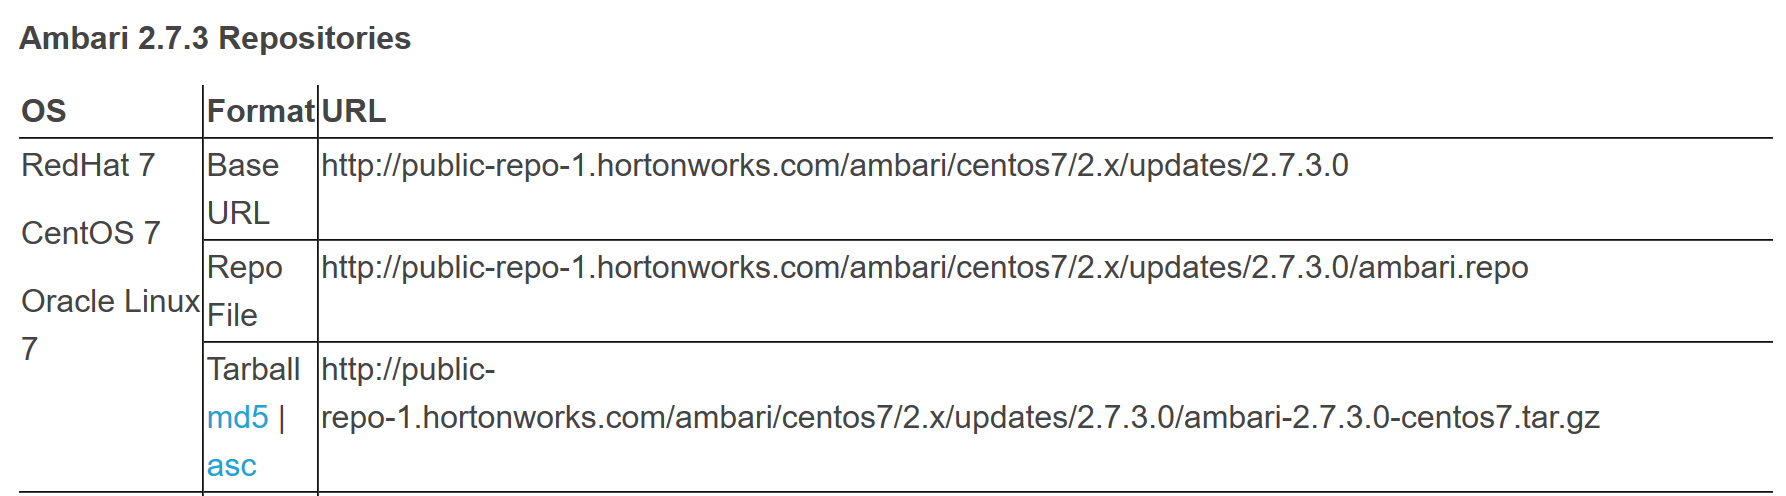 Ambari 2.7.3 Repositories
OS Format URL
RedHat 7
CentOS 7
Oracle Linux
7
Base
URL
http://public-repo-1.hortonworks.com/ambari/centos7/2.x/updates/2.7.3.0
Repo
File
http://public-repo-1.hortonworks.com/ambari/centos7/2.x/updates/2.7.3.0/ambari.repo
Tarball
md5 |
asc
http://public-
repo-1.hortonworks.com/ambari/centos7/2.x/updates/2.7.3.0/ambari-2.7.3.0-centos7.tar.gz